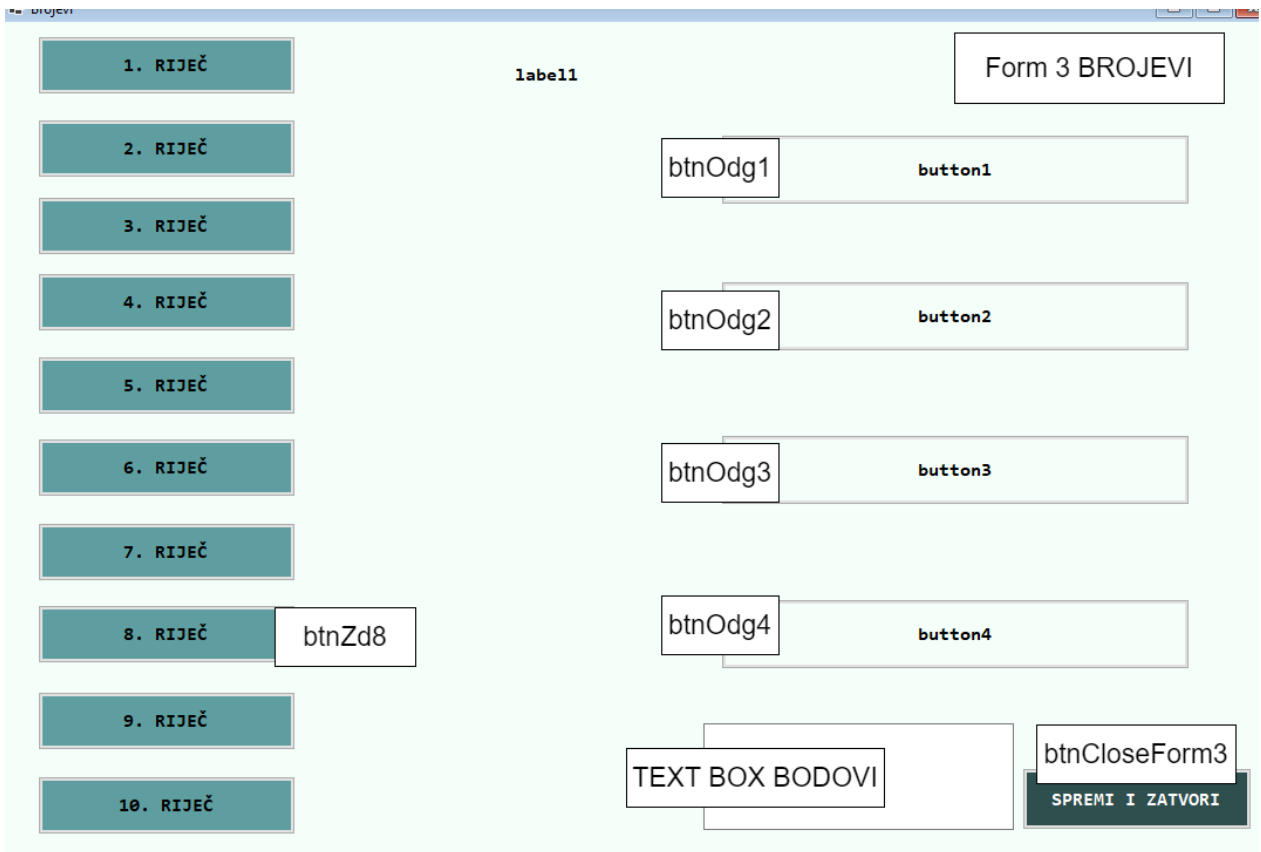 Brojevi
1. RIJEČ
label1
Form 3 BROJEVI
2. RIJEČ
btnOdg1
button1
3. RIJEČ
4. RIJEČ
btnOdg2
button2
5. RIJEČ
6. RIJEČ
btnOdg3
button3
7. RIJEČ
8. RIJEČ
btnZd8
btnOdg4
button4
9. RIJEČ
btnCloseForm3
TEXT BOX BODOVI
10. RIJEČ
SPREMI I ZATVORI